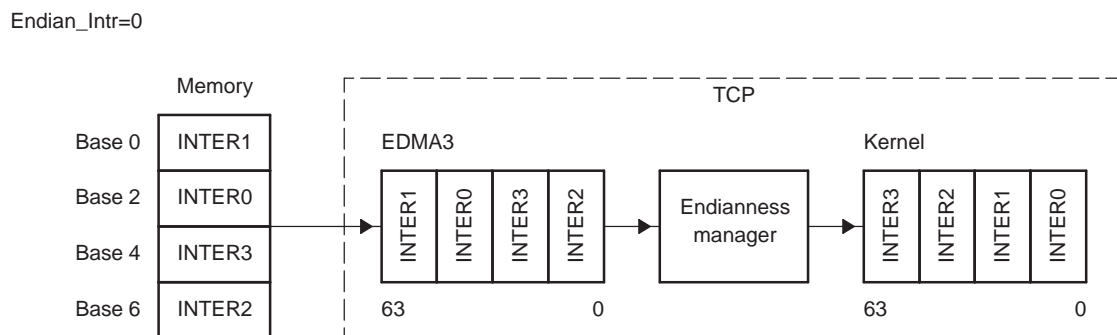 Endian_Intr=0
Memory
TCP
Base 0
INTER1
EDMA3
Kernel
Base 2
INTER0
INTER1
INTER0
INTER3
INTER2
Endianness
manager
INTER3
INTER2
INTER1
INTER0
Base 4
INTER3
Base 6
INTER2
63
0
63
0